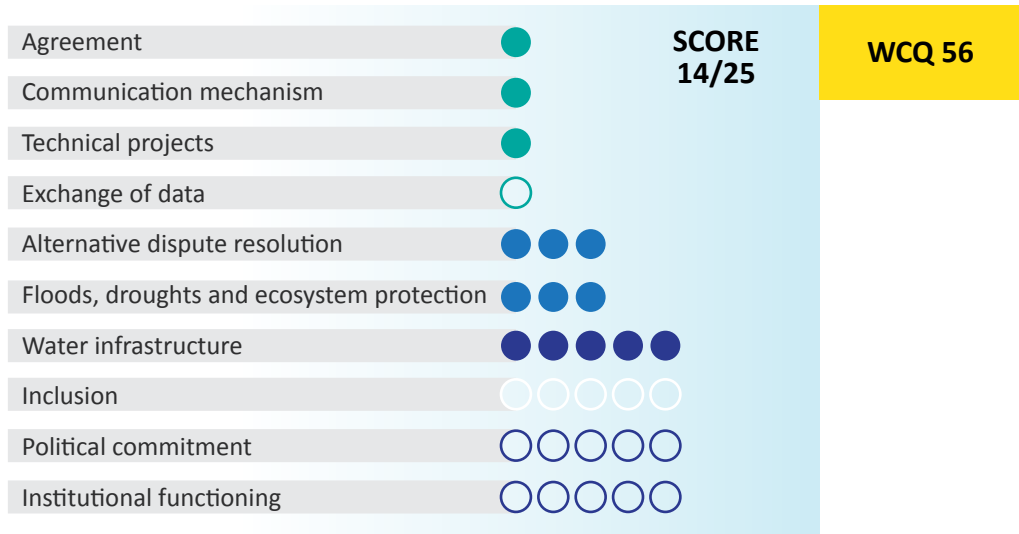 Agreement
Communication mechanism
Technical projects
Exchange of data
Alternative dispute resolution
Floods, droughts and ecosystem protection
Water infrastructure
Inclusion
Political commitment
Institutional functioning
SCORE
14/25
WCQ 56